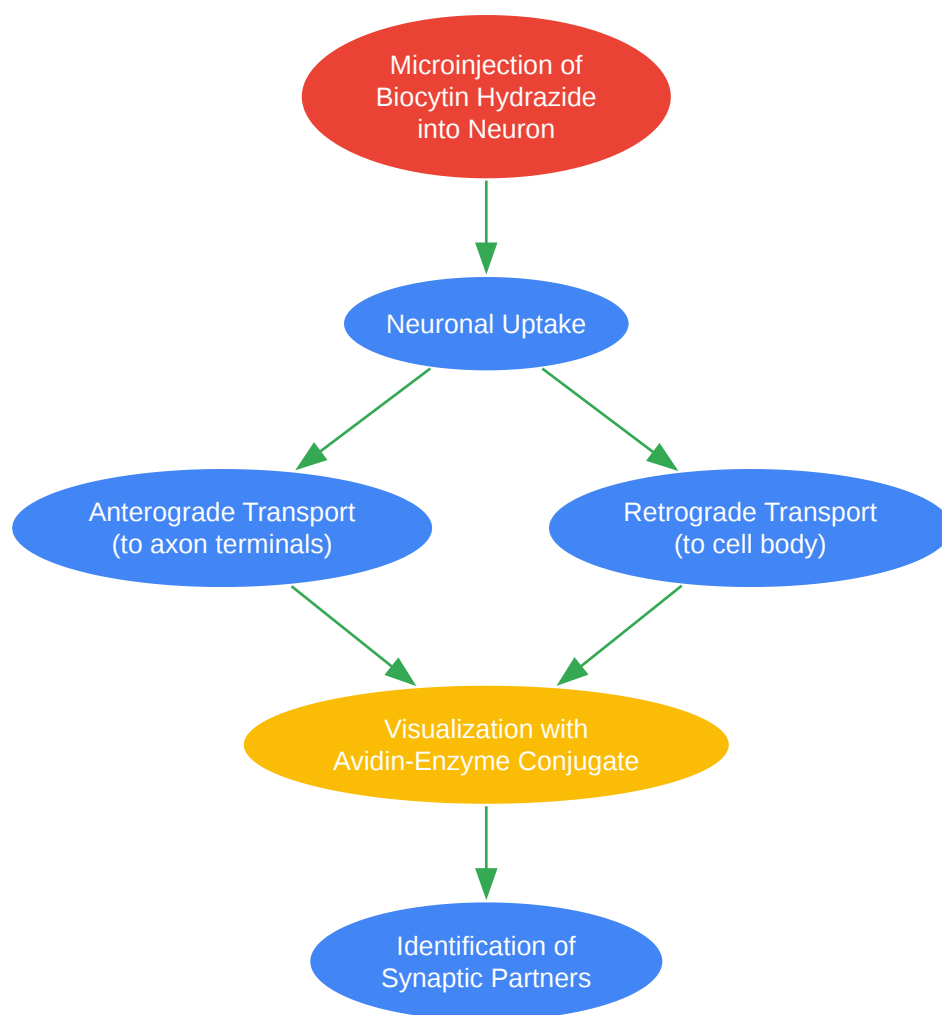 Microinjection of
Biocytin Hydrazide
into Neuron
Neuronal Uptake
Anterograde Transport
(to axon terminals)
Retrograde Transport
(to cell body)
Visualization with
Avidin-Enzyme Conjugate
Identification of
Synaptic Partners